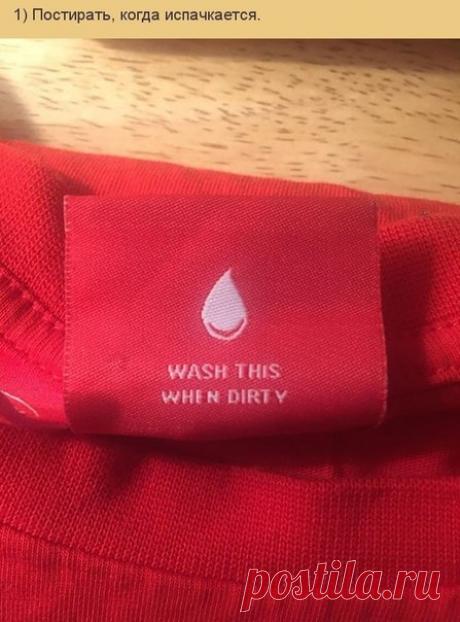 1) Постирать, когда испачкается.
WASH THIS
WHEN DIRTY
postila.ru